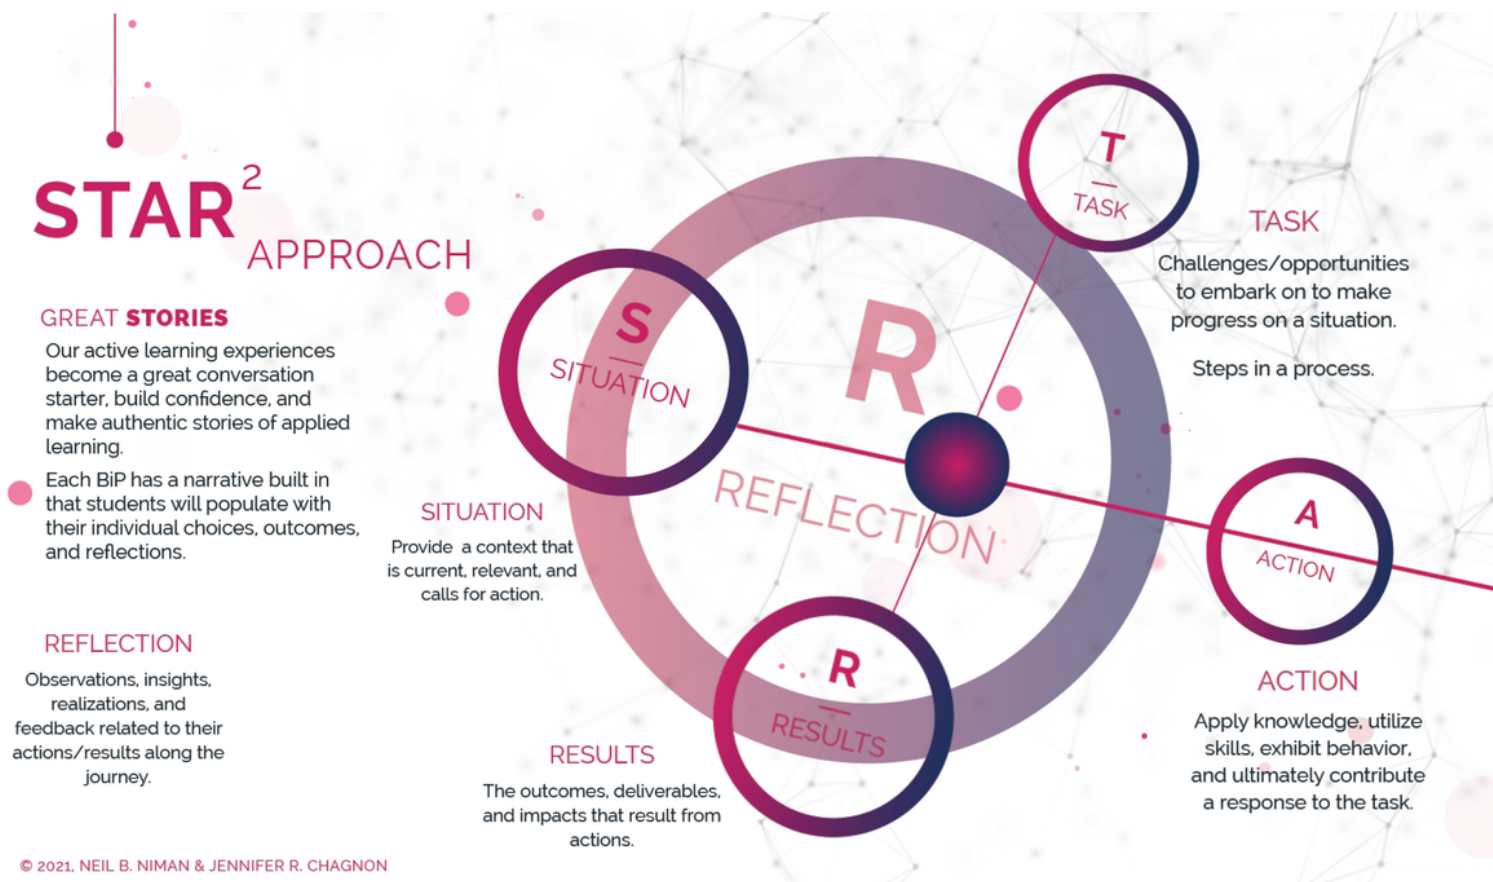 STAR²
APPROACH
GREAT STORIES
Our active learning experiences
become a great conversation
starter, build confidence, and
make authentic stories of applied
learning.
Each BiP has a narrative built in
that students will populate with
their individual choices, outcomes,
and reflections.
REFLECTION
Observations, insights,
realizations, and
feedback related to their
actions/results along the
journey.
© 2021, NEIL B. NIMAN & JENNIFER R. CHAGNON
S
SITUATION
SITUATION
Provide a context that
is current, relevant, and
calls for action.
T
TASK
TASK
Challenges/opportunities
to embark on to make
progress on a situation.
Steps in a process.
R
REFLECTION
A
ACTION
ACTION
Apply knowledge, utilize
skills, exhibit behavior,
and ultimately contribute
a response to the task.
R
RESULTS
RESULTS
The outcomes, deliverables,
and impacts that result from
actions.